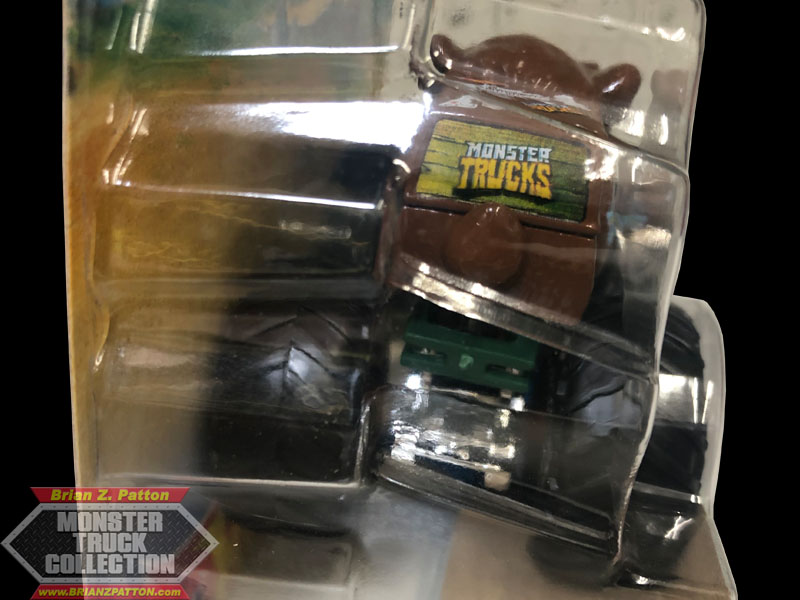 MONSTER
TRUCKS
Brian Z. Patton
MONSTER
TRUCK
COLLECTION
www.BRIANZPATTON.com